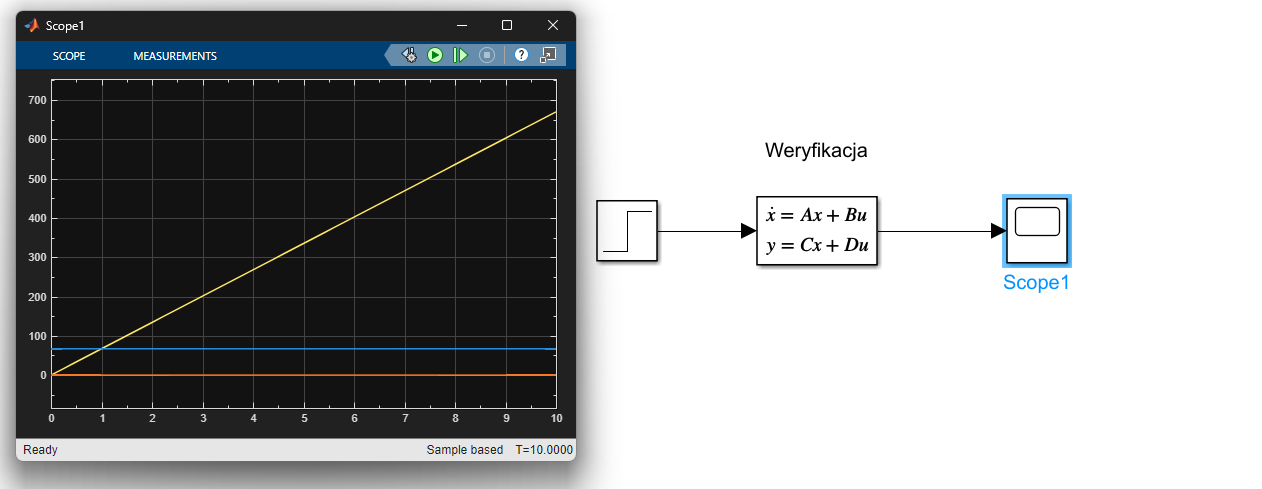 Scope1
SCOPE MEASUREMENTS
?
700
600
500
400
300
200
100
0
0 1 2 3 4 5 6 7 8 9 10
Ready Sample based T=10.0000
Weryfikacja
ẋ = Ax + Bu
y = Cx + Du
Scope1